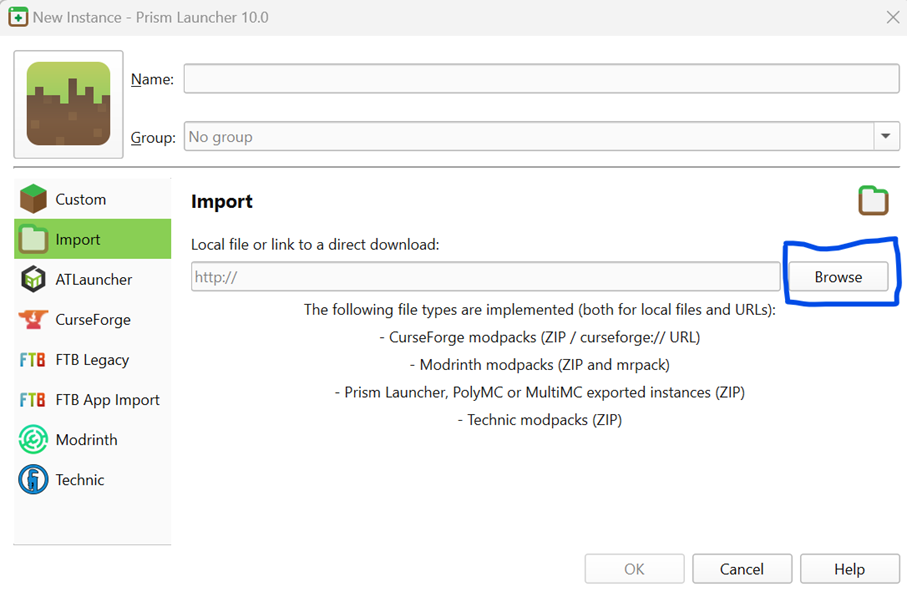 New Instance - Prism Launcher 10.0
Name:
Group: No group
Custom
Import
ATLauncher
CurseForge
FTB FTB Legacy
FTB FTB App Import
Modrinth
Technic
Import
Local file or link to a direct download:
http:// Browse
The following file types are implemented (both for local files and URLs):
- CurseForge modpacks (ZIP / curseforge:// URL)
- Modrinth modpacks (ZIP and mrpack)
- Prism Launcher, PolyMC or MultiMC exported instances (ZIP)
- Technic modpacks (ZIP)
OK Cancel Help